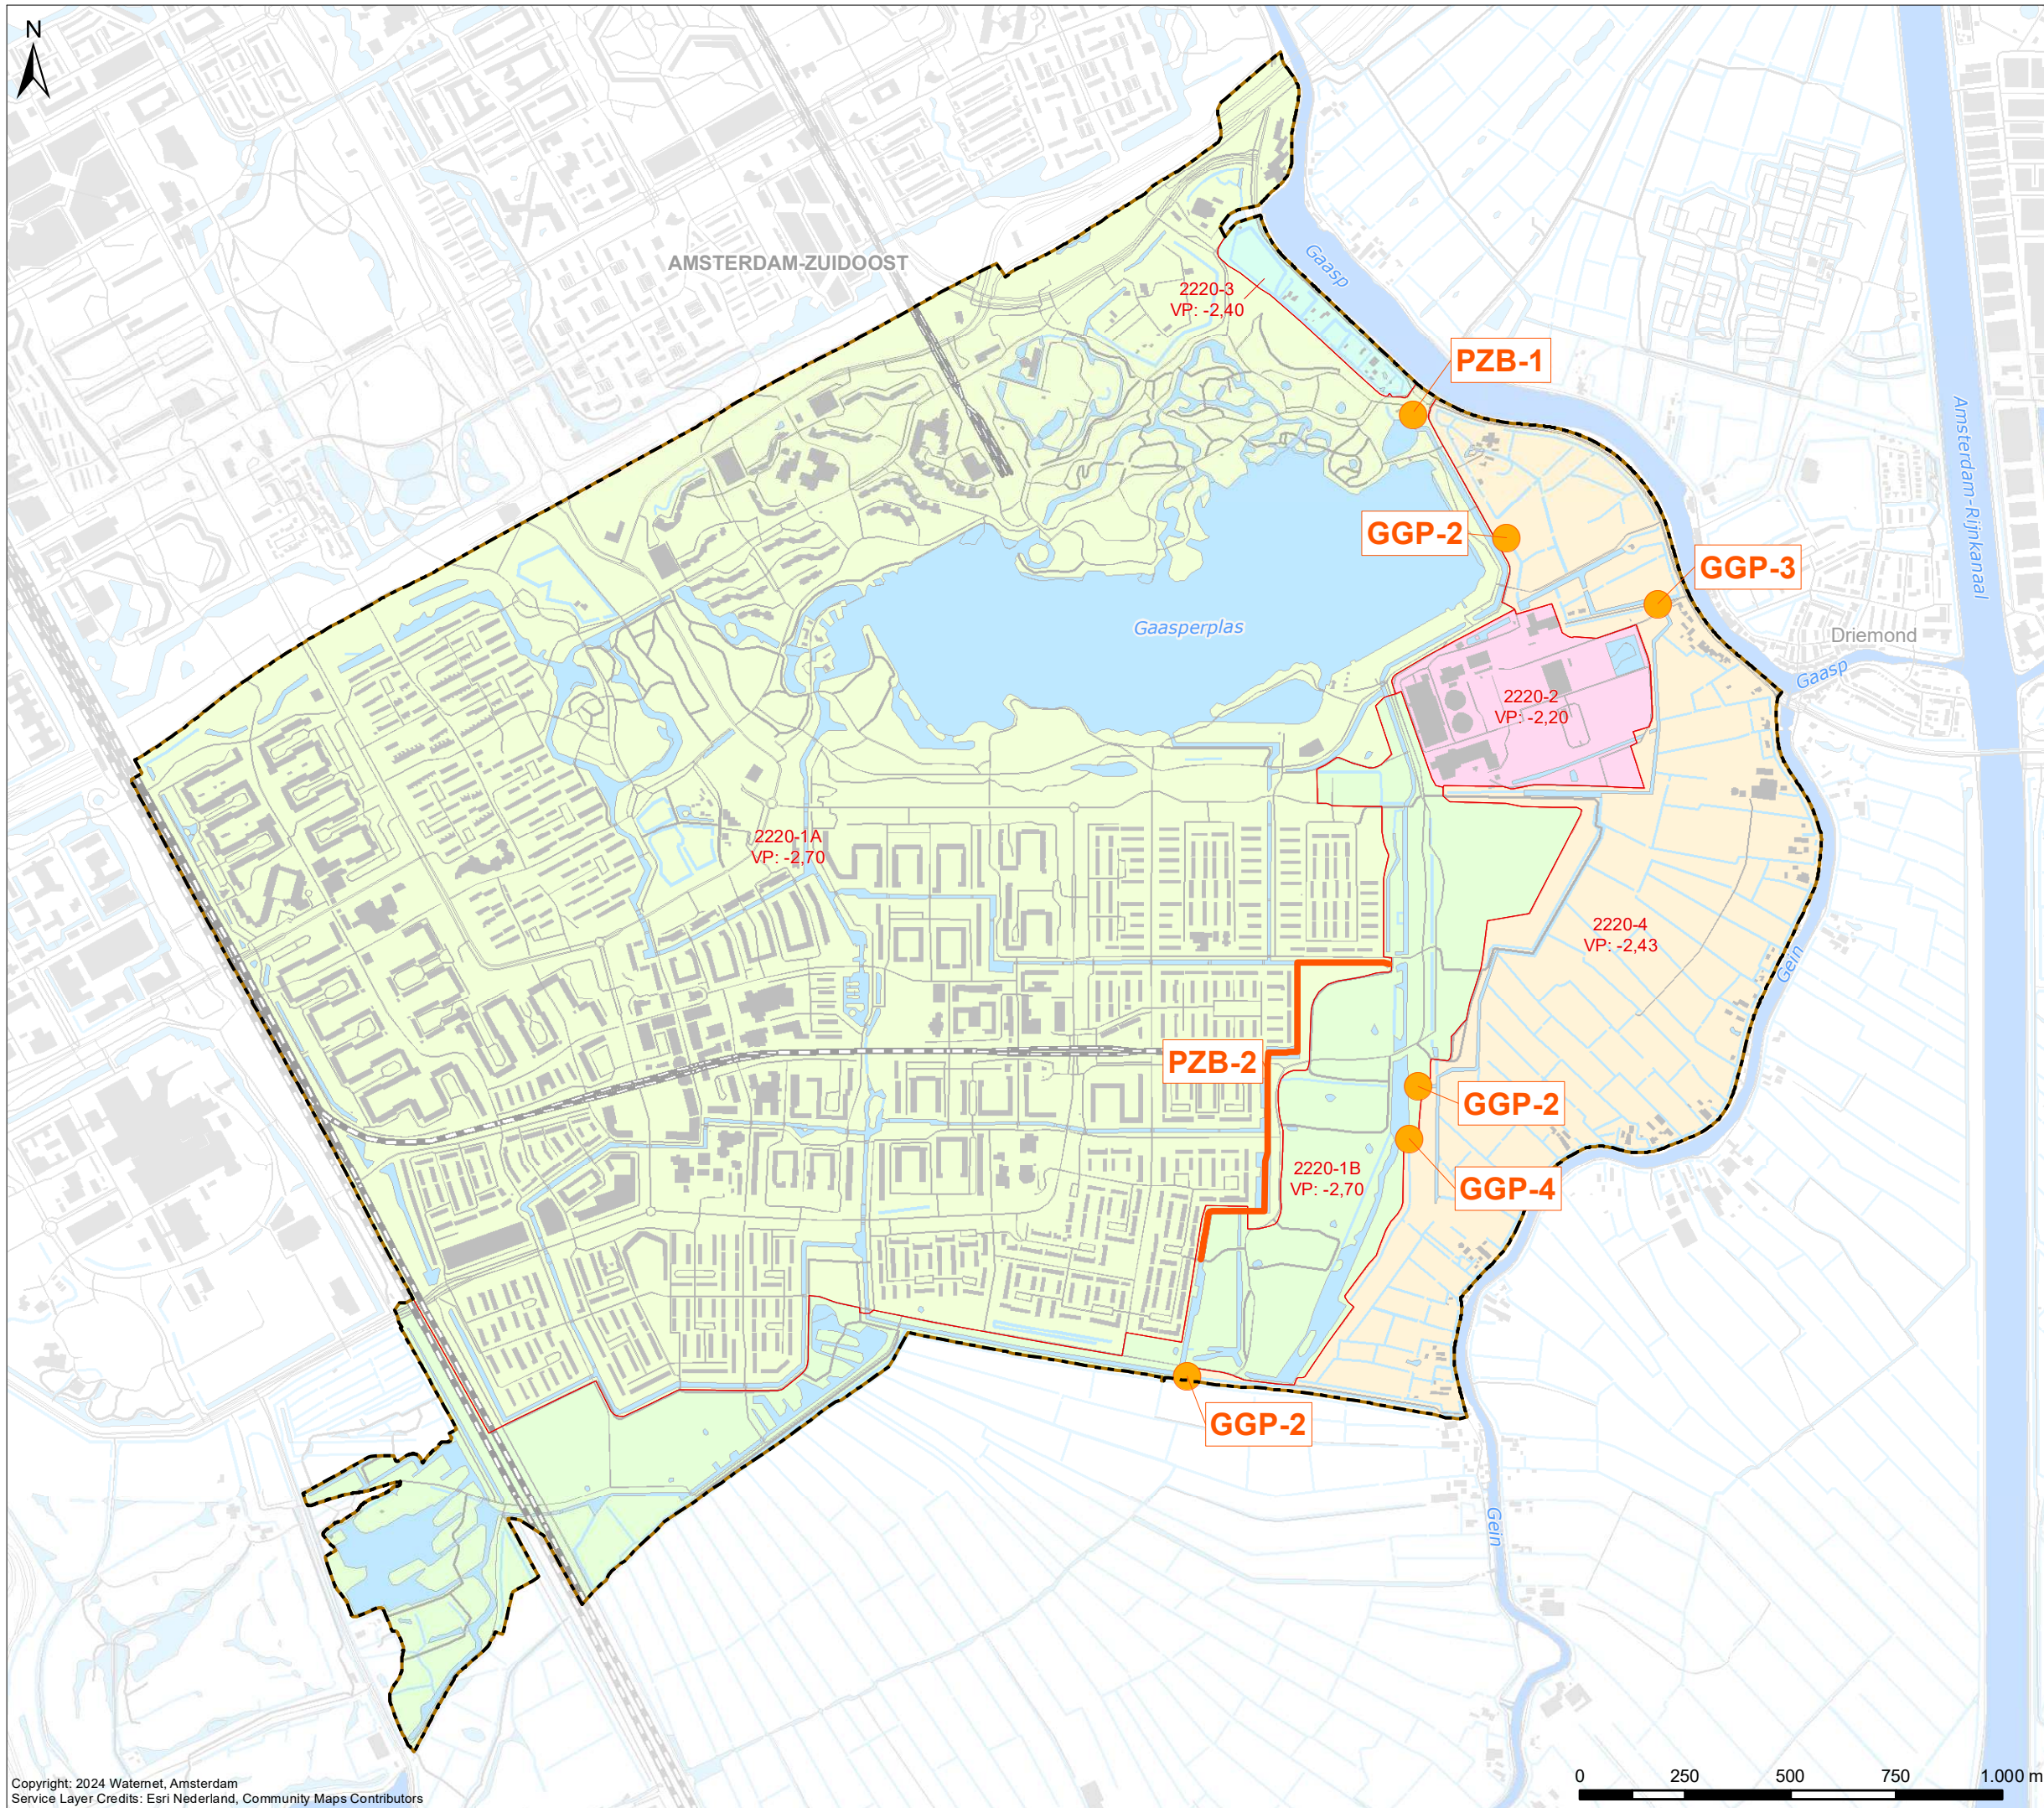 N
AMSTERDAM-ZUIDOOST
Gaasp
2220-3
VP: -2,40
PZB-1
Amsterdam-Rijnkanaal
GGP-2
GGP-3
Gaasperplas
Driemond
Gaasp
2220-2
VP: -2,20
2220-1A
VP: -2,70
2220-4
VP: -2,43
Gein
PZB-2
GGP-2
2220-1B
VP: -2,70
GGP-4
GGP-2
Gein
0 250 500 750 1.000 m
Copyright: 2024 Waternet, Amsterdam
Service Layer Credits: Esri Nederland, Community Maps Contributors